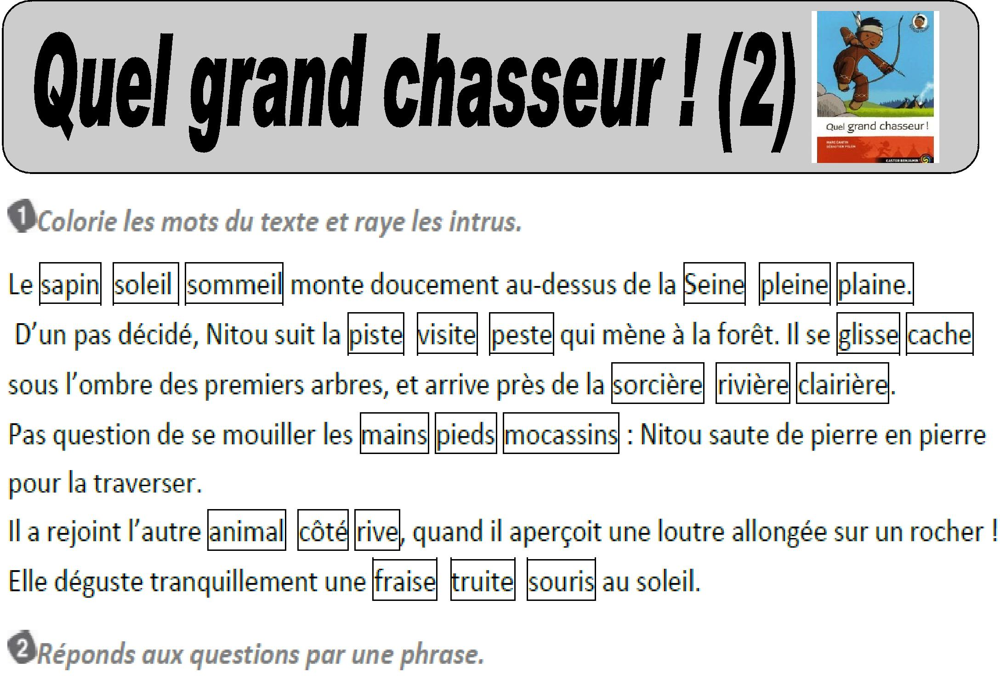 Quel grand chasseur ! (2)
Quel grand chasseur !
MARC CANTIN
SÉBASTIEN PELON
CASTOR BENJAMIN
1 Colorie les mots du texte et raye les intrus.
Le sapin soleil sommeil monte doucement au-dessus de la Seine pleine plaine.
D’un pas décidé, Nitou suit la piste visite peste qui mène à la forêt. Il se glisse cache
sous l’ombre des premiers arbres, et arrive près de la sorcière rivière clairière.
Pas question de se mouiller les mains pieds mocassins : Nitou saute de pierre en pierre
pour la traverser.
Il a rejoint l’autre animal côté rive, quand il aperçoit une loutre allongée sur un rocher !
Elle déguste tranquillement une fraise truite souris au soleil.
2 Réponds aux questions par une phrase.